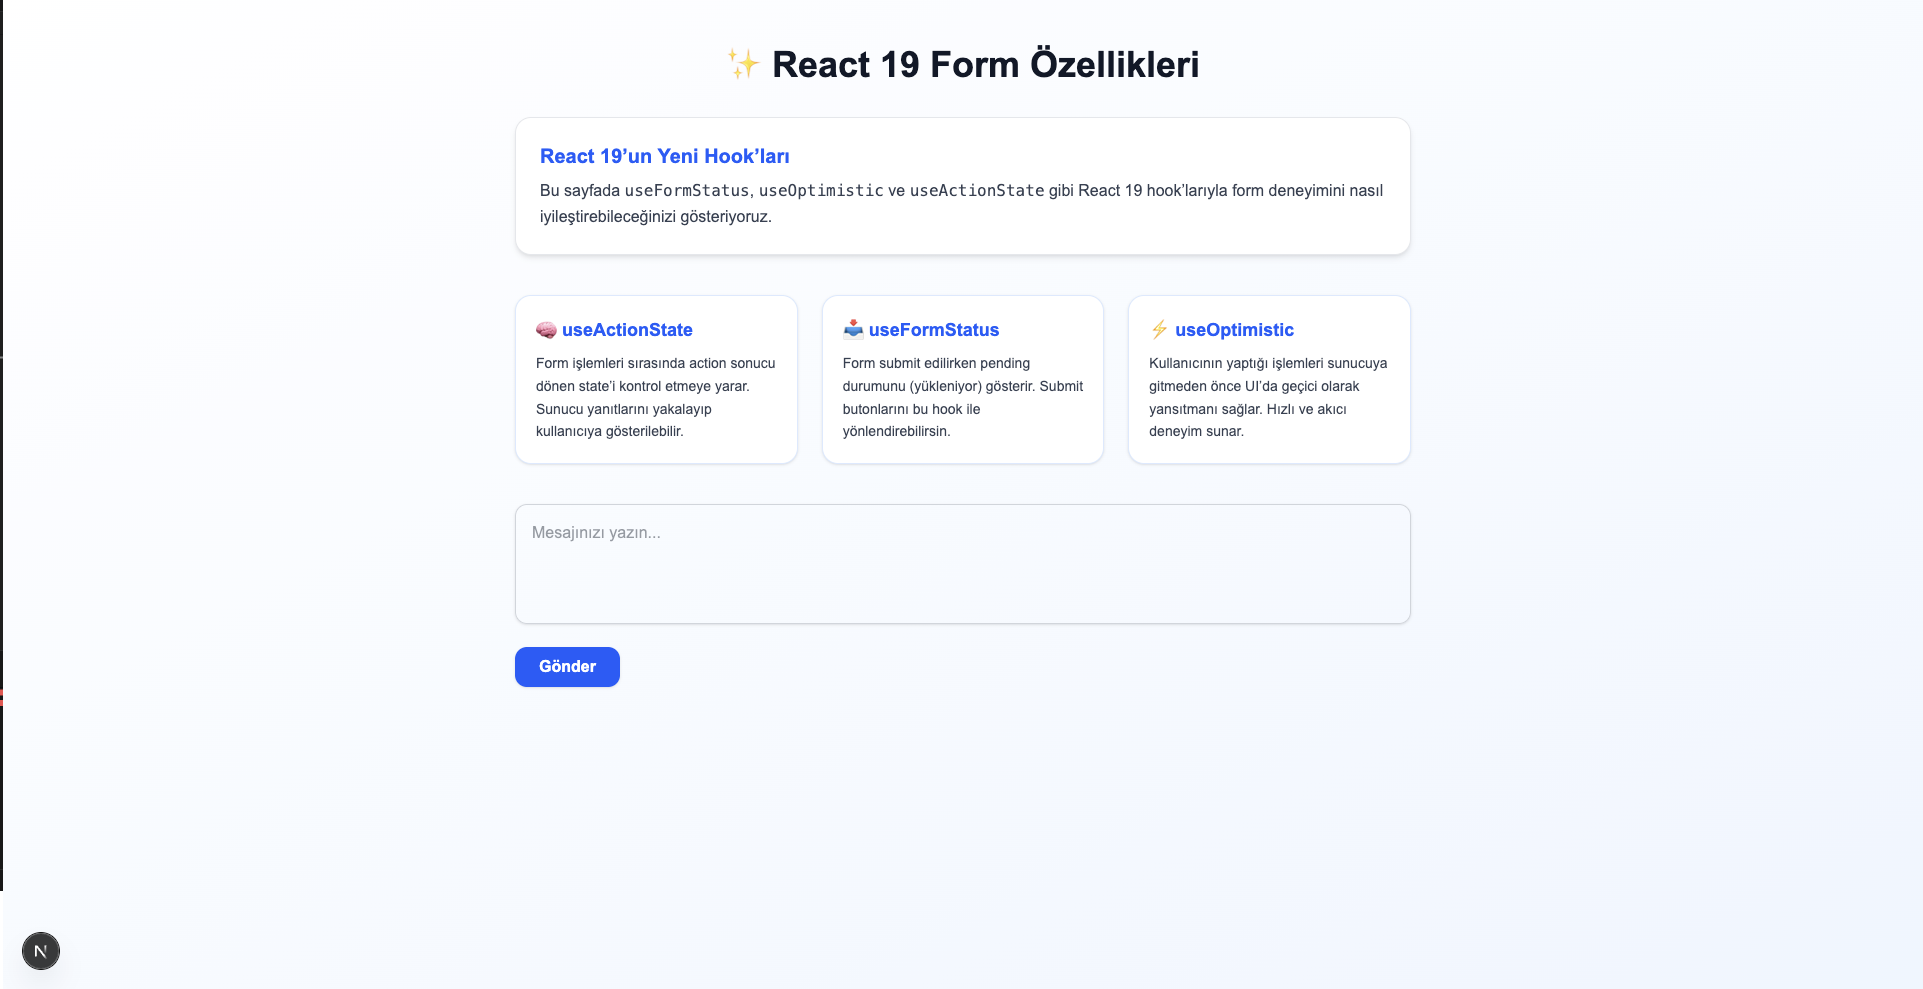 ✨ React 19 Form Özellikleri
React 19’un Yeni Hook’ları
Bu sayfada useFormStatus, useOptimistic ve useActionState gibi React 19 hook’larıyla form deneyimini nasıl
iyileştirebileceğinizi gösteriyoruz.
🧠 useActionState
Form işlemleri sırasında action sonucu
dönen state’i kontrol etmeye yarar.
Sunucu yanıtlarını yakalayıp
kullanıcıya gösterilebilir.
📥 useFormStatus
Form submit edilirken pending
durumunu (yükleniyor) gösterir. Submit
butonlarını bu hook ile
yönlendirebilirsin.
⚡ useOptimistic
Kullanıcının yaptığı işlemleri sunucuya
gitmeden önce UI’da geçici olarak
yansıtmanı sağlar. Hızlı ve akıcı
deneyim sunar.
Mesajınızı yazın...
Gönder
N